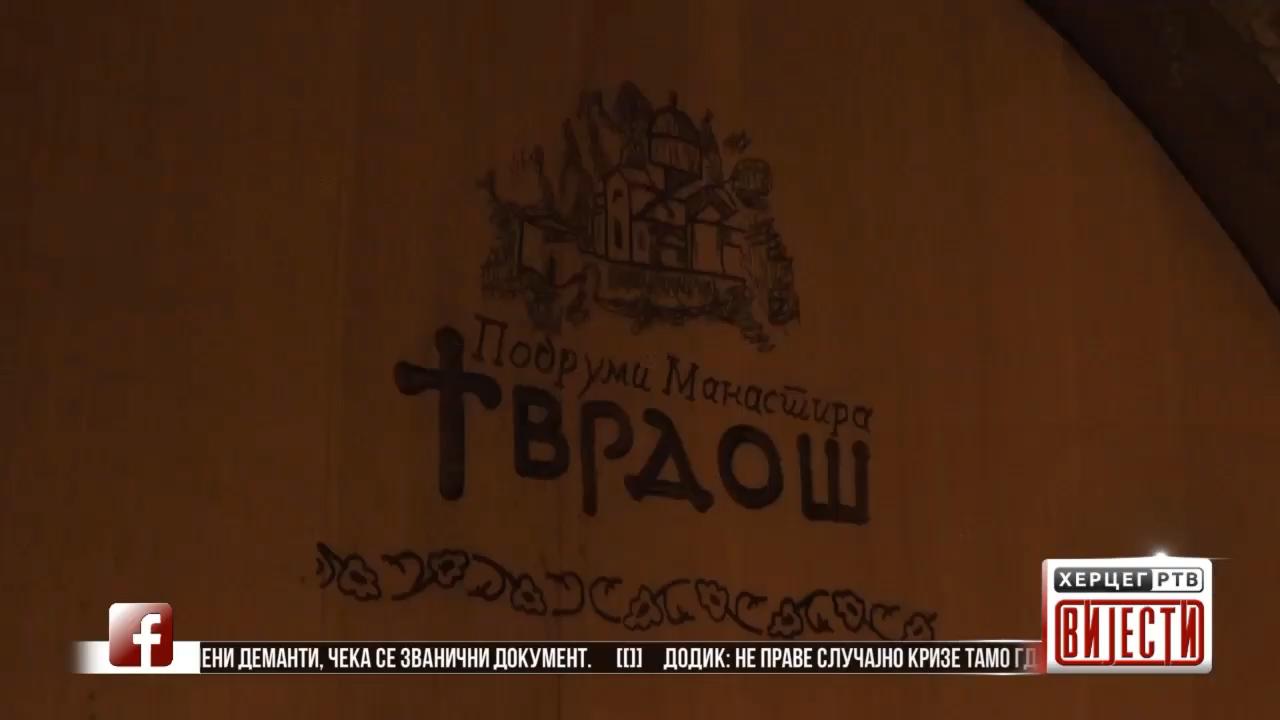 Подруми Манастира
ТВРДОШ
ХЕРЦЕГ РТВ
ВИЈЕСТИ
ЕНИ ДЕМАНТИ, ЧЕКА СЕ ЗВАНИЧНИ ДОКУМЕНТ. [[]] ДОДИК: НЕ ПРАВЕ СЛУЧАЈНО КРИЗЕ ТАМО ГД